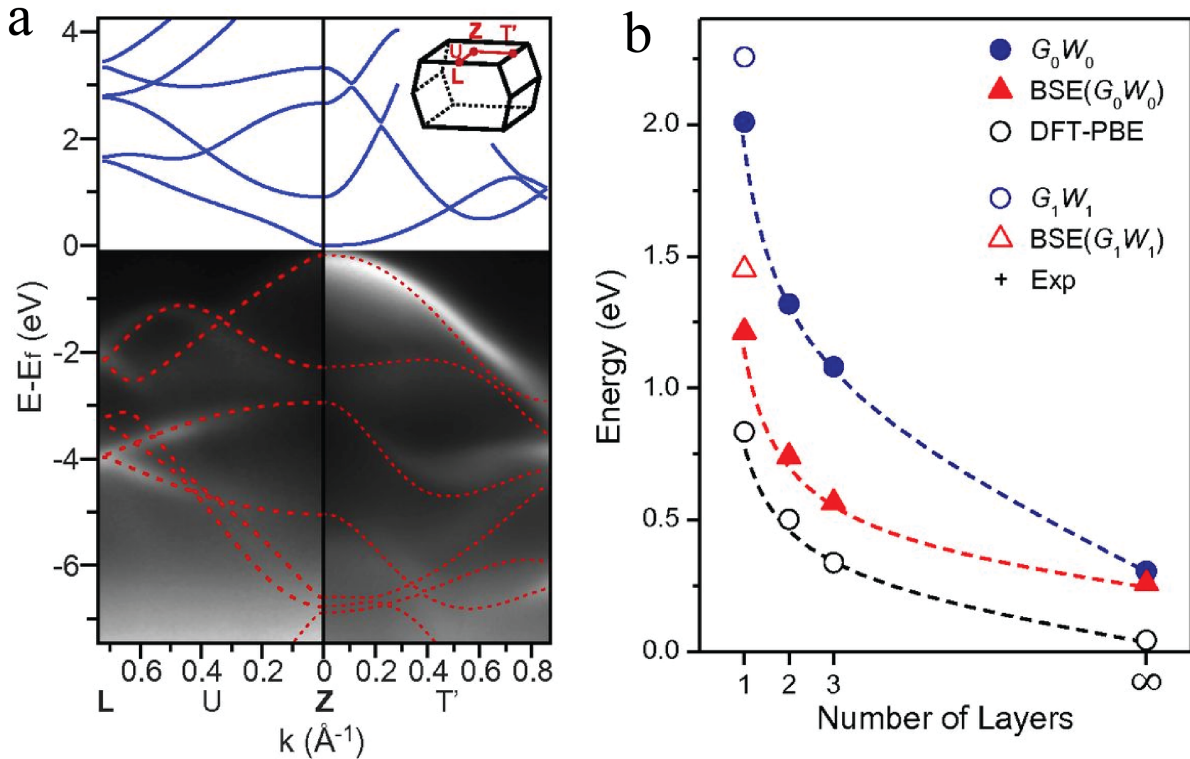 a
4
2
0
-2
-4
-6
E-Ef (eV)
Z
T'
U
L
0.6 0.4 0.2 0 0.2 0.4 0.6 0.8
L U Z T'
k (Å-1)
b
G0W0
BSE(G0W0)
DFT-PBE
G1W1
BSE(G1W1)
Exp
2.0
1.5
1.0
0.5
0.0
Energy (eV)
1 2 3 ∞
Number of Layers